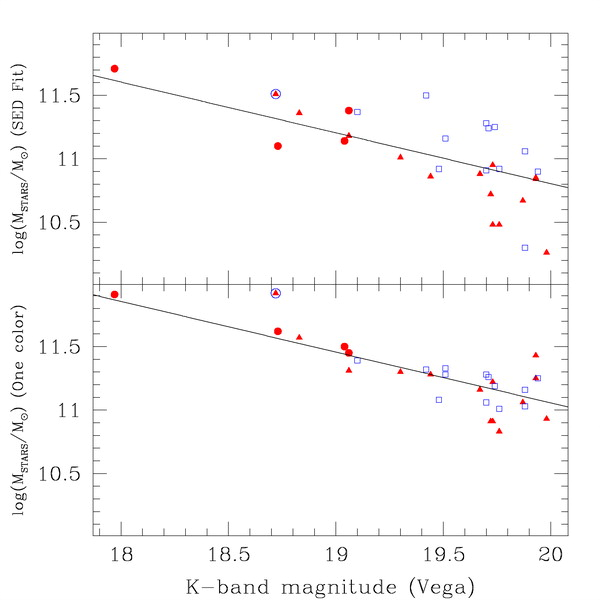 log(M_STARS/M_⊙) (SED Fit)
11.5
11
10.5
log(M_STARS/M_⊙) (One color)
11.5
11
10.5
18 18.5 19 19.5 20
K-band magnitude (Vega)